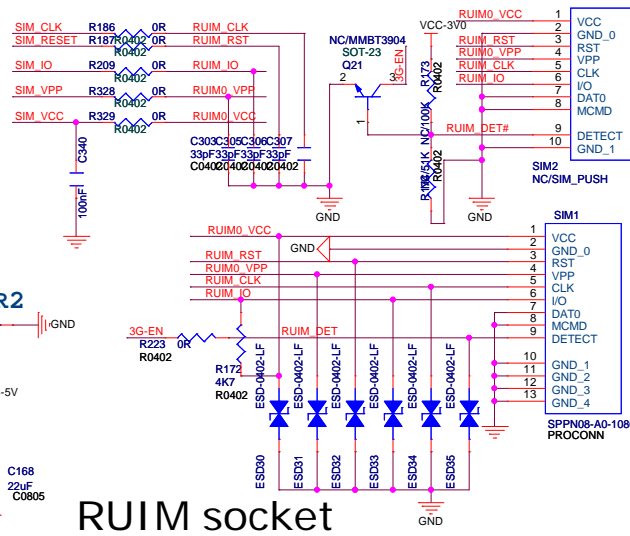 SIM_CLK R186 0R RUIM_CLK
SIM_RESET R187 0R RUIM_RST
R0402
R0402
SIM_IO R209 0R RUIM_IO
R0402
SIM_VPP R328 0R RUIM0_VPP
R0402
SIM_VCC R329 0R RUIM0_VCC
R0402
C340
100nF
C303 C305 C306 C307
33pF 33pF 33pF 33pF
C0402 C0402 C0402 C0402
NC/MMBT3904
SOT-23
Q21
2 3
1
3G-EN
GND
VCC-3V0
R173
R0402
NC/100K
RUIM_DET#
R0402
GND
RUIM0_VCC
RUIM_RST
RUIM0_VPP
RUIM_CLK
RUIM_IO
1 VCC
2 GND_0
3 RST
4 VPP
5 CLK
6 I/O
7 DAT0
8 MCMD
9 DETECT
10 GND_1
SIM2
NC/SIM_PUSH
SIM1
RUIM0_VCC
GND
RUIM_RST
RUIM0_VPP
RUIM_CLK
RUIM_IO
1 VCC
2 GND_0
3 RST
4 VPP
5 CLK
6 I/O
7 DAT0
8 MCMD
9 DETECT
10 GND_1
11 GND_2
12 GND_3
13 GND_4
SPPN08-A0-108
PROCONN
R2
GND
3G-EN
R223 0R
R0402
RUIM_DET
R172
4K7
R0402
-5V
ESD-0402-LF
ESD-0402-LF
ESD-0402-LF
ESD-0402-LF
ESD-0402-LF
ESD-0402-LF
ESD30
ESD31
ESD32
ESD33
ESD34
ESD35
GND
C168
22uF
C0805
RUIM socket